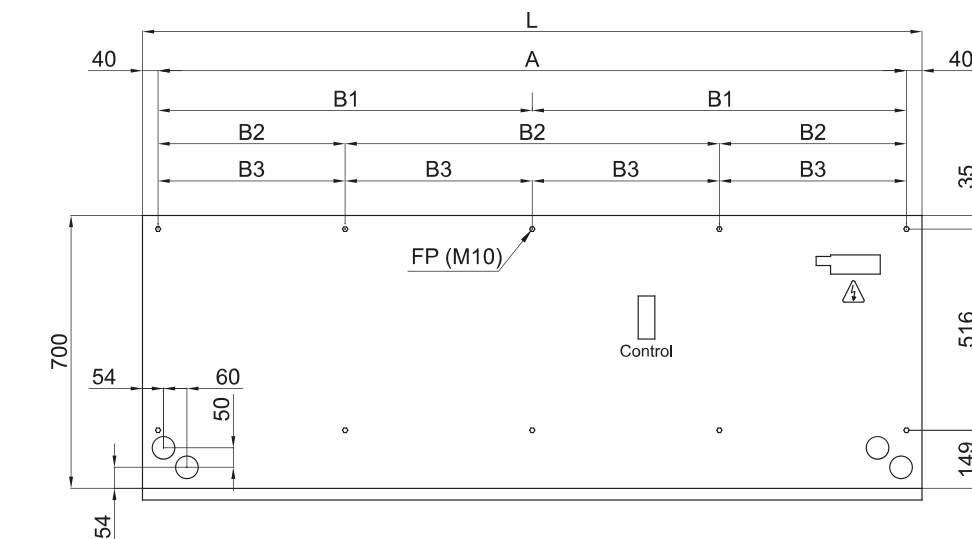 L
40 A 40
B1 B1
B2 B2 B2
B3 B3 B3 B3
35
FP (M10)
516
Control
700
54 60
50
149
54